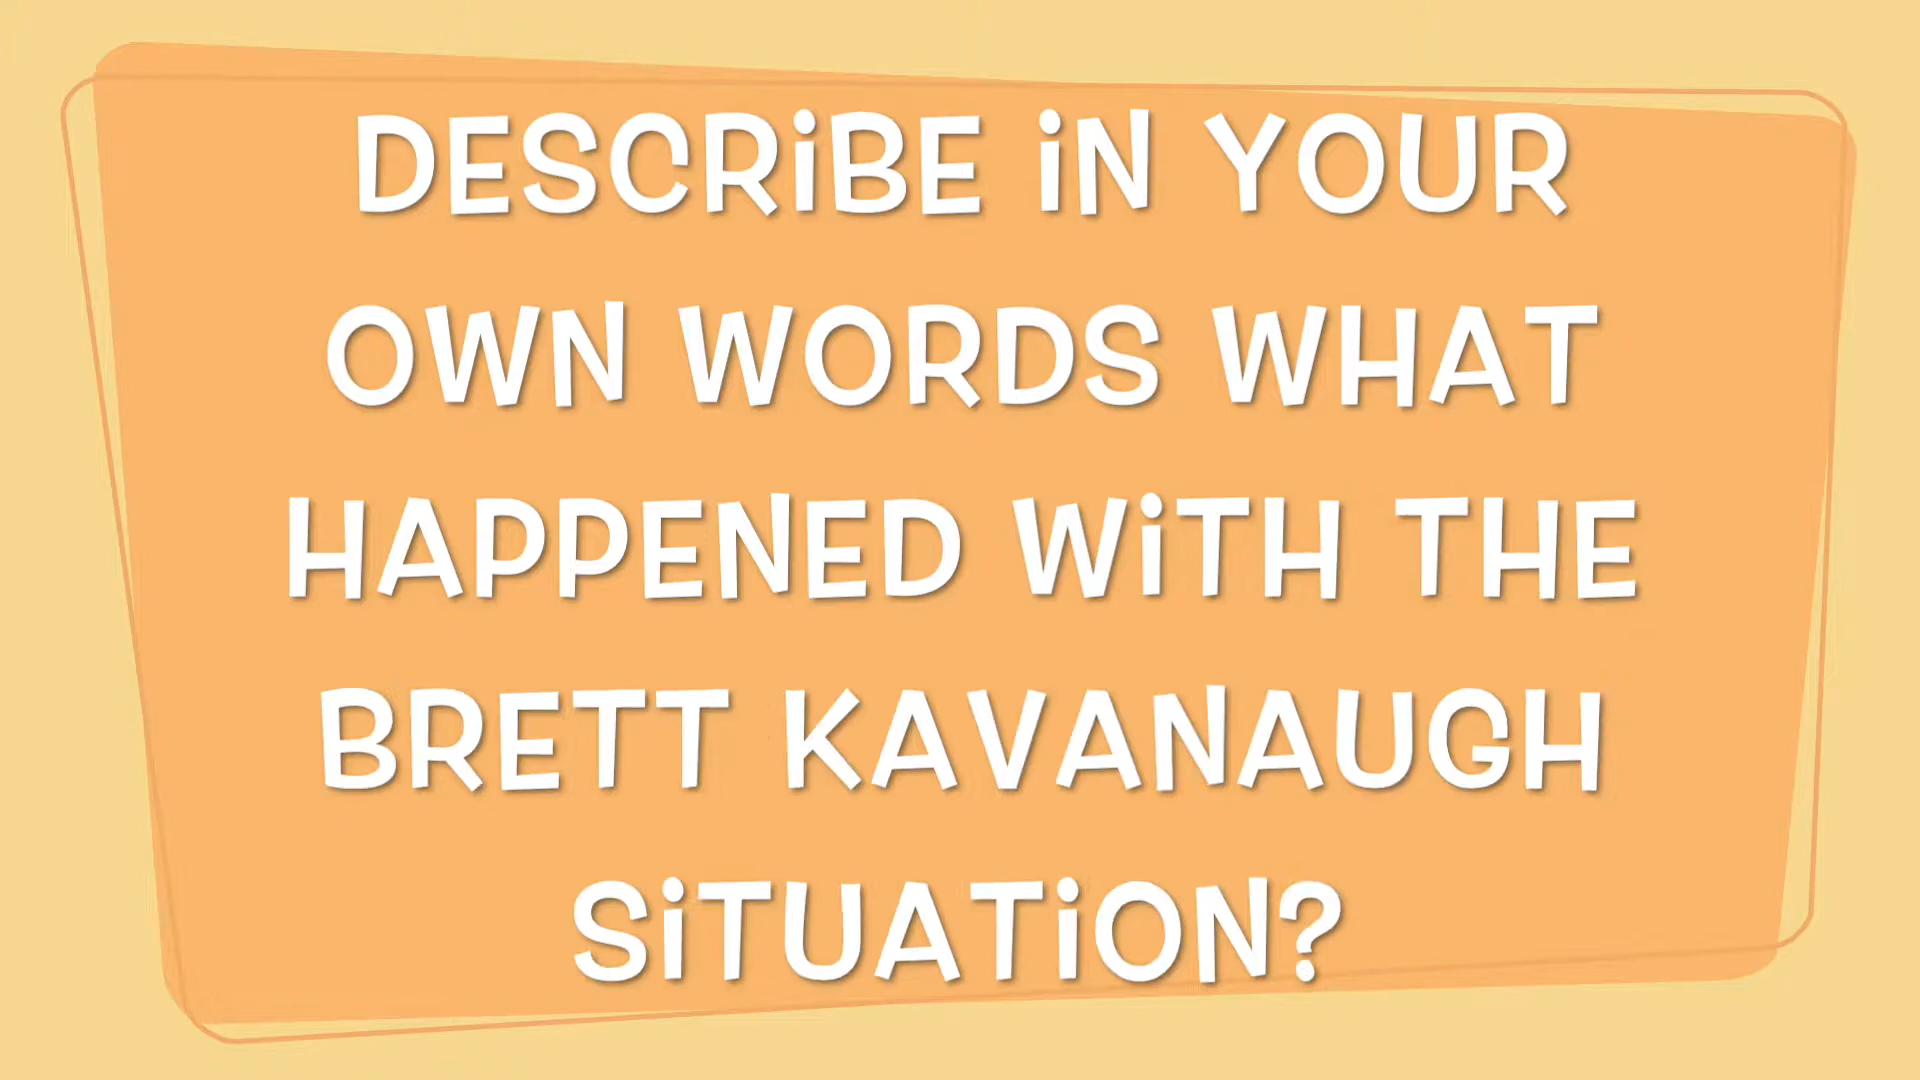 DESCRiBE iN YOUR
OWN WORDS WHAT
HAPPENED WiTH THE
BRETT KAVANAUGH
SiTUATiON?